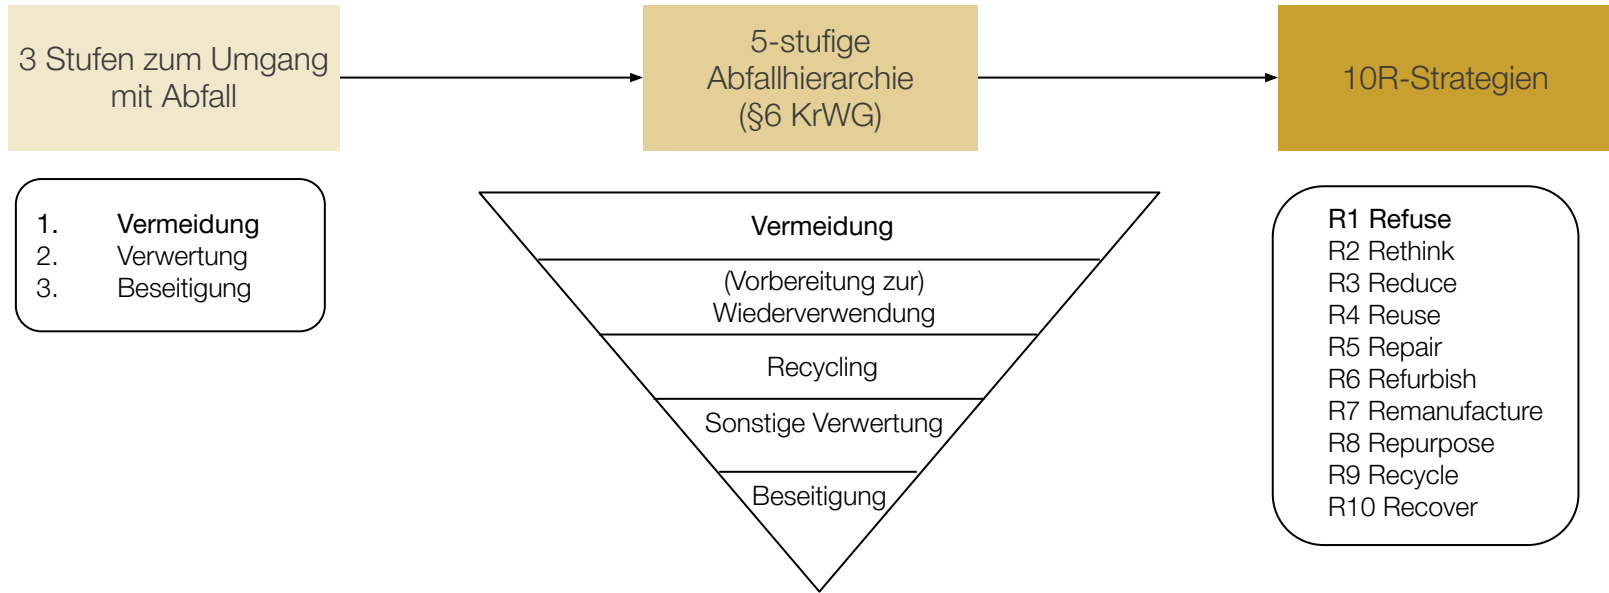 3 Stufen zum Umgang
mit Abfall
5-stufige
Abfallhierarchie
(§6 KrWG)
10R-Strategien
1. Vermeidung
2. Verwertung
3. Beseitigung
Vermeidung
(Vorbereitung zur)
Wiederverwendung
Recycling
Sonstige Verwertung
Beseitigung
R1 Refuse
R2 Rethink
R3 Reduce
R4 Reuse
R5 Repair
R6 Refurbish
R7 Remanufacture
R8 Repurpose
R9 Recycle
R10 Recover